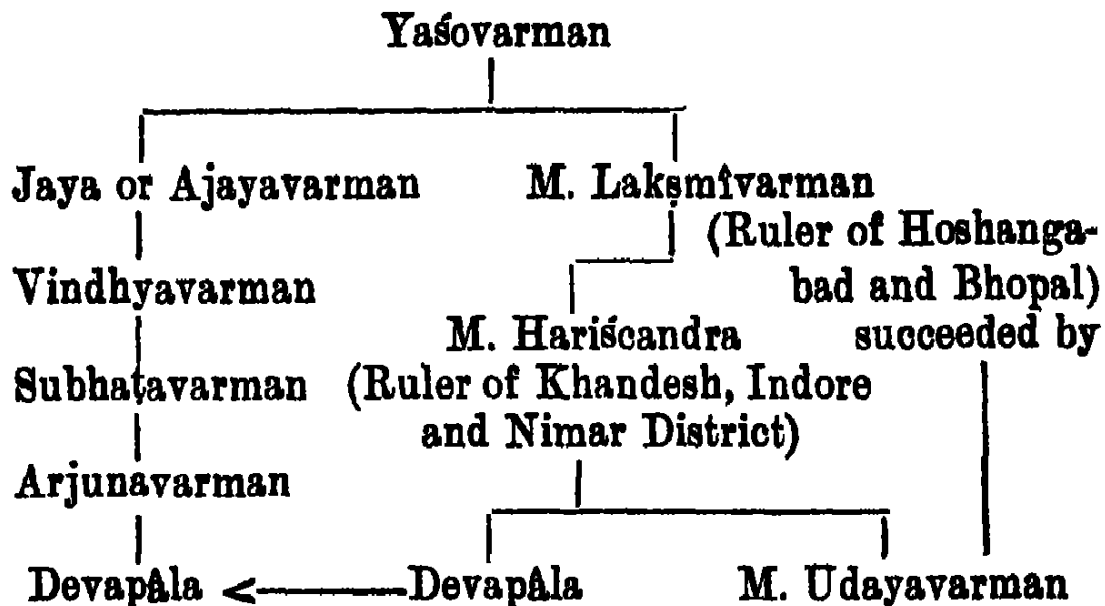 Yaśovarman
Jaya or Ajayavarman M. Lakṣmîvarman
(Ruler of Hoshanga-
Vindhyavarman bad and Bhopal)
M. Hariścandra succeeded by
Subhaṭavarman (Ruler of Khandesh, Indore
and Nimar District)
Arjunavarman
Devapâla Devapâla M. Udayavarman